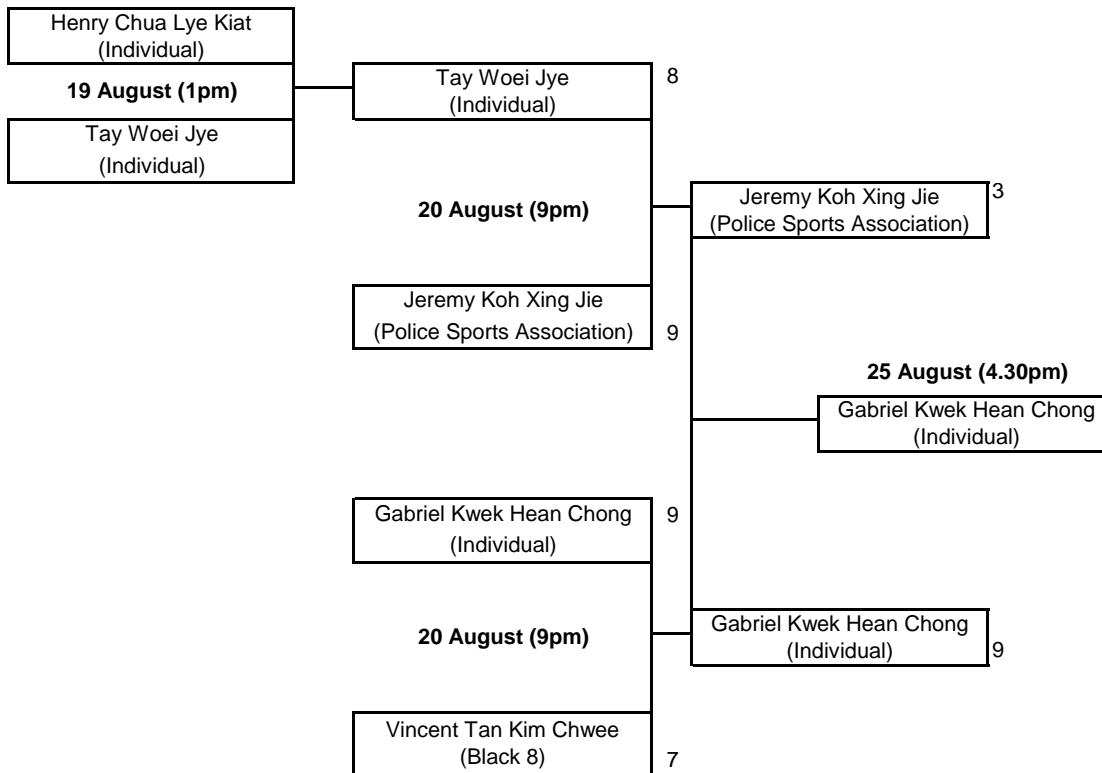 Henry Chua Lye Kiat
(Individual)
19 August (1pm)
Tay Woei Jye
(Individual)
Tay Woei Jye
(Individual)
8
20 August (9pm)
Jeremy Koh Xing Jie
(Police Sports Association)
9
Jeremy Koh Xing Jie
(Police Sports Association)
3
25 August (4.30pm)
Gabriel Kwek Hean Chong
(Individual)
Gabriel Kwek Hean Chong
(Individual)
9
20 August (9pm)
Vincent Tan Kim Chwee
(Black 8)
7
Gabriel Kwek Hean Chong
(Individual)
9